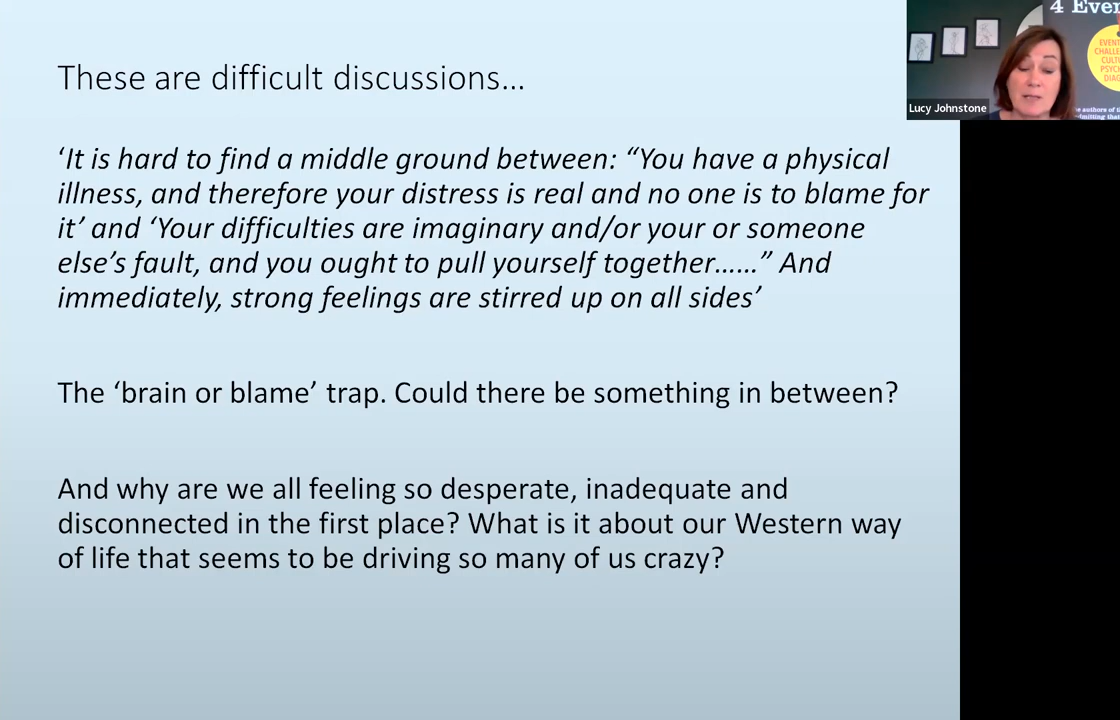 These are difficult discussions…
‘It is hard to find a middle ground between: “You have a physical
illness, and therefore your distress is real and no one is to blame for
it’ and ‘Your difficulties are imaginary and/or your or someone
else’s fault, and you ought to pull yourself together……” And
immediately, strong feelings are stirred up on all sides’
The ‘brain or blame’ trap. Could there be something in between?
And why are we all feeling so desperate, inadequate and
disconnected in the first place? What is it about our Western way
of life that seems to be driving so many of us crazy?
4 Ever
Lucy Johnstone